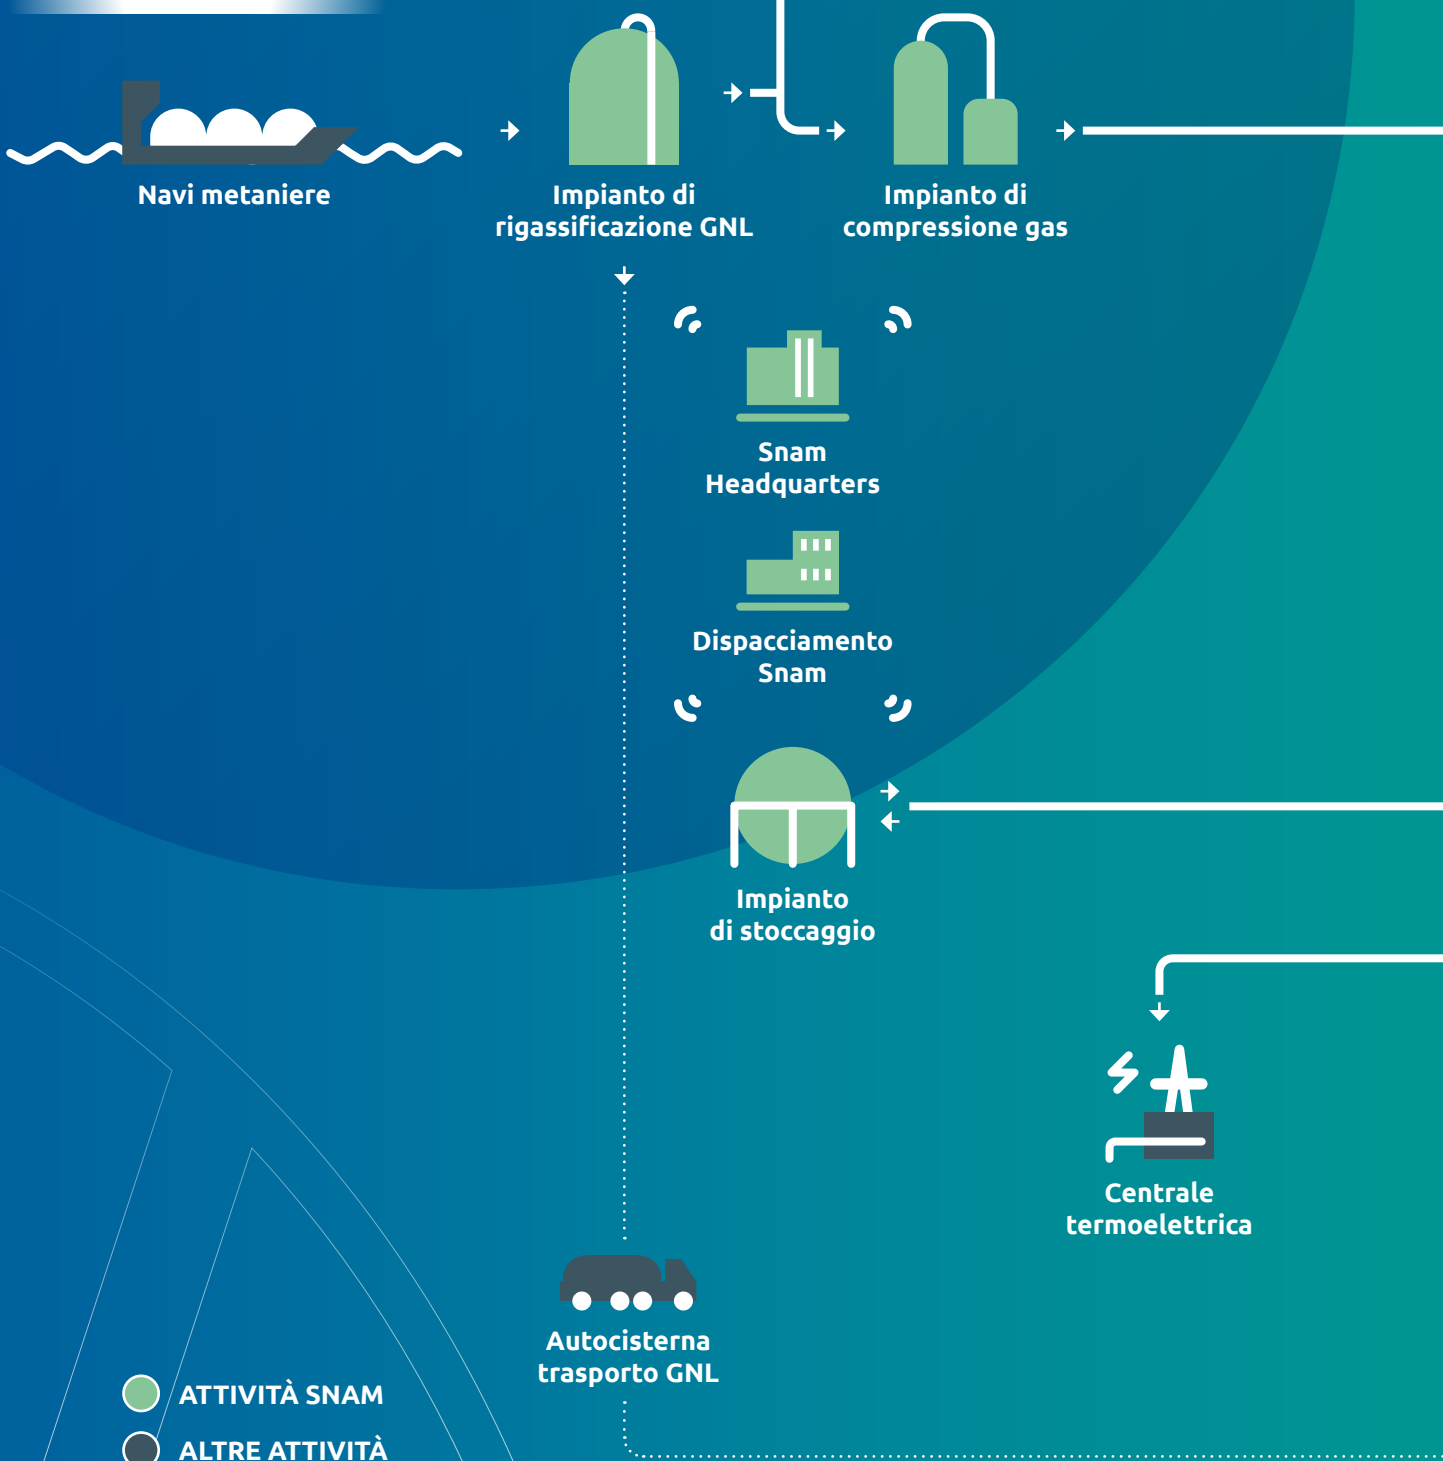 Navi metaniere
Impianto di
rigassificazione GNL
Impianto di
compressione gas
Snam
Headquarters
Dispacciamento
Snam
Impianto
di stoccaggio
Centrale
termoelettrica
Autocisterna
trasporto GNL
ATTIVITÀ SNAM
ALTRE ATTIVITÀ